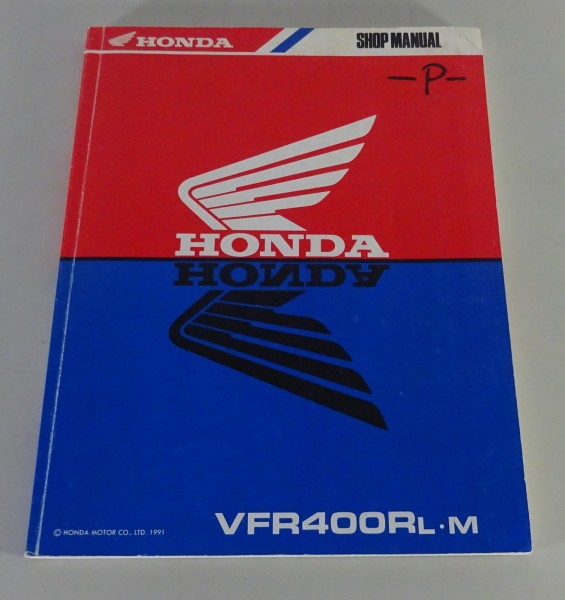 HONDA SHOP MANUAL
-P-
HONDA
HONDA
© HONDA MOTOR CO., LTD. 1991
VFR400RL·M